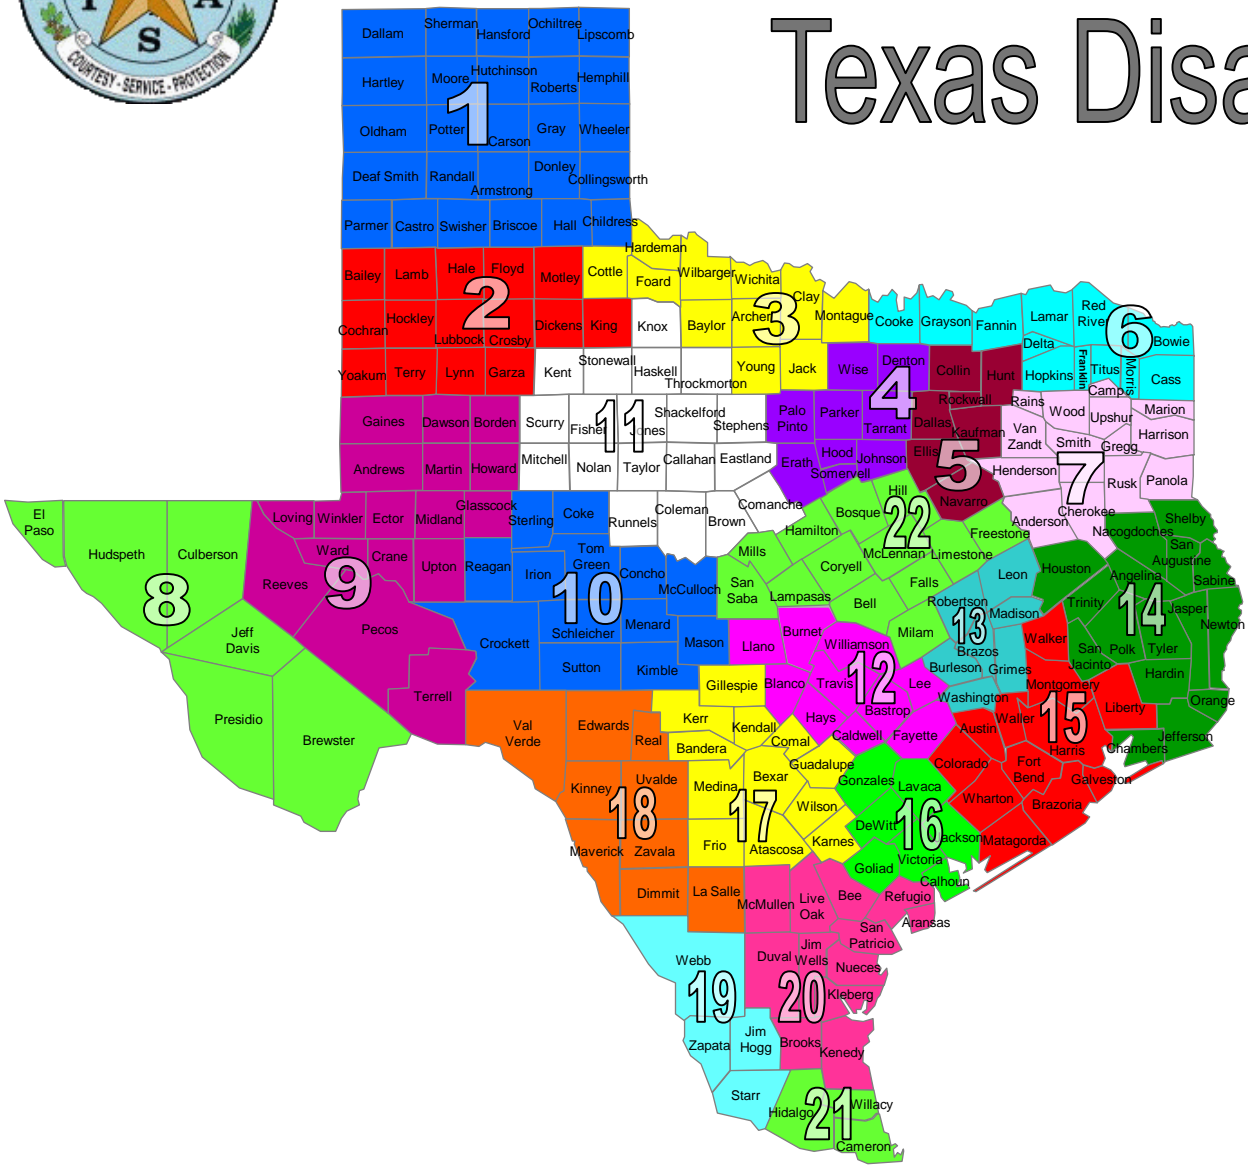 S A
COURTESY - SERVICE - PROTECTION
Texas Disa
Dallam Sherman Hansford Ochiltree Lipscomb
Hartley Moore Hutchinson Roberts Hemphill
1
Oldham Potter Carson Gray Wheeler
Deaf Smith Randall Armstrong Donley Collingsworth
Parmer Castro Swisher Briscoe Hall Childress
Bailey Lamb Hale Floyd Motley Cottle Hardeman Foard Wilbarger Wichita Clay Montague
2
3
Cochran Hockley Lubbock Crosby Dickens King Knox Baylor Archer
Cooke Grayson Fannin Lamar Red River Bowie
6
Delta Hopkins Franklin Titus Morris Cass
Yoakum Terry Lynn Garza Kent Stonewall Haskell Throckmorton Young Jack
Wise Denton Collin Hunt Rockwall
4
Gaines Dawson Borden Scurry Fisher Jones Shackelford Stephens
11
Palo Pinto Parker Tarrant Dallas Kaufman
Rains Wood Camp Upshur Marion
Van Zandt Smith Gregg Harrison
Andrews Martin Howard Mitchell Nolan Taylor Callahan Eastland
Erath Hood Somervell Johnson Ellis Navarro
5
Henderson Rusk Panola
7
Anderson Cherokee
El Paso Hudspeth Culberson
8
Jeff Davis
Presidio Brewster
Loving Winkler Ector Midland Glasscock
Ward Crane Upton
Reeves
9
Pecos
Terrell
Sterling Coke Runnels Coleman Brown Comanche
Reagan Irion Tom Green Concho McCulloch
10
Crockett Schleicher Menard Mason
Sutton Kimble
Hamilton Bosque Hill
22
Mills McLennan Limestone Freestone
San Saba Lampasas Coryell Falls
Bell Milam
Leon Robertson Madison
13
Brazos Burleson Grimes
Washington
Nacogdoches Shelby
Houston Angelina San Augustine Sabine
14
Trinity Jasper Newton
San Jacinto Polk Tyler
Hardin Orange
Chambers Jefferson
Llano Burnet Williamson
Blanco Travis Lee
12
Hays Bastrop
Caldwell Fayette
Walker Montgomery Liberty
15
Austin Waller Harris
Colorado Fort Bend Galveston
Wharton Brazoria
Matagorda
Val Verde Edwards Real
Kinney Uvalde
18
Maverick Zavala
Dimmit La Salle
Gillespie
Kerr Kendall
Bandera Comal
Medina Bexar Guadalupe
17
Wilson
Frio Atascosa Karnes
Gonzales Lavaca
16
DeWitt Jackson
Goliad Victoria
Calhoun
McMullen Live Oak Bee Refugio
Aransas
San Patricio
Duval Jim Wells Nueces
20
Kleberg
Brooks Kenedy
Webb
19
Zapata Jim Hogg
Starr
Hidalgo Willacy
21
Cameron